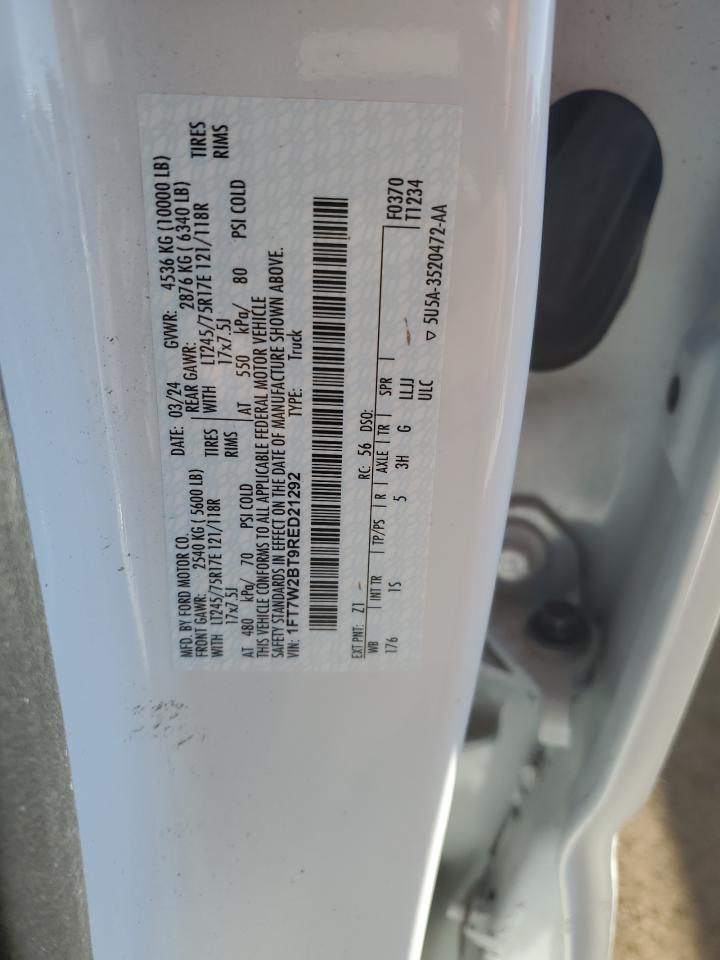 MFD. BY FORD MOTOR CO.
DATE: 03/24 GVWR: 4536 KG (10000 LB)
FRONT GAWR: 2540 KG ( 5600 LB)
REAR GAWR: 2876 KG ( 6340 LB)
WITH LT245/75R17E 121/118R TIRES
WITH LT245/75R17E 121/118R TIRES
17x7.5J RIMS
17x7.5J RIMS
AT 480 kPa/ 70 PSI COLD
AT 550 kPa/ 80 PSI COLD
THIS VEHICLE CONFORMS TO ALL APPLICABLE FEDERAL MOTOR VEHICLE
SAFETY STANDARDS IN EFFECT ON THE DATE OF MANUFACTURE SHOWN ABOVE.
VIN: 1FT7W2BT9RED21292 TYPE: Truck
EXT PNT: Z1 RC: 56 DSO:
WB INT TR TP/PS R AXLE TR SPR F0370
176 1S 5 3H G LLJJ T1234
ULC ▽ 5U5A-3520472-AA